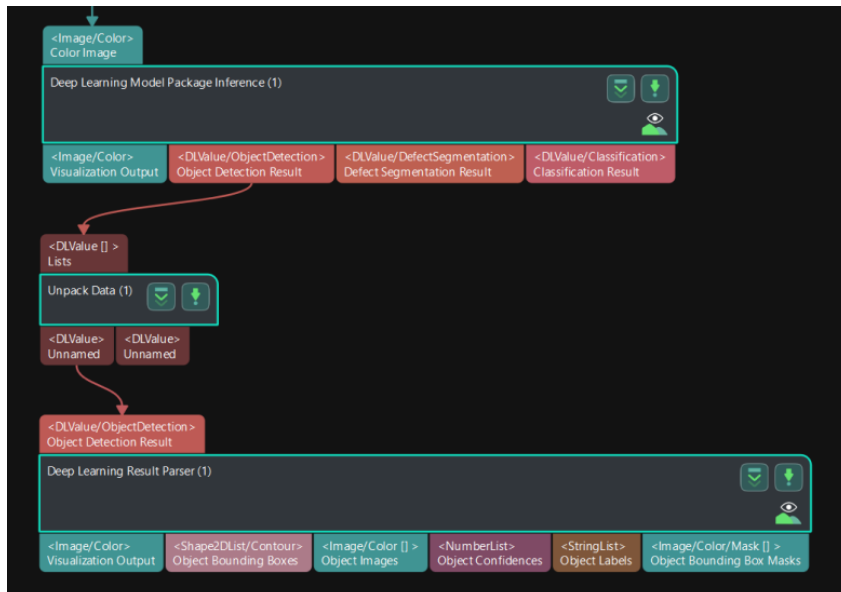 <Image/Color>
Color Image
Deep Learning Model Package Inference (1)
<Image/Color>
Visualization Output
<DLValue/ObjectDetection>
Object Detection Result
<DLValue/DefectSegmentation>
Defect Segmentation Result
<DLValue/Classification>
Classification Result
<DLValue [] >
Lists
Unpack Data (1)
<DLValue>
Unnamed
<DLValue>
Unnamed
<DLValue/ObjectDetection>
Object Detection Result
Deep Learning Result Parser (1)
<Image/Color>
Visualization Output
<Shape2DList/Contour>
Object Bounding Boxes
<Image/Color [] >
Object Images
<NumberList>
Object Confidences
<StringList>
Object Labels
<Image/Color/Mask [] >
Object Bounding Box Masks